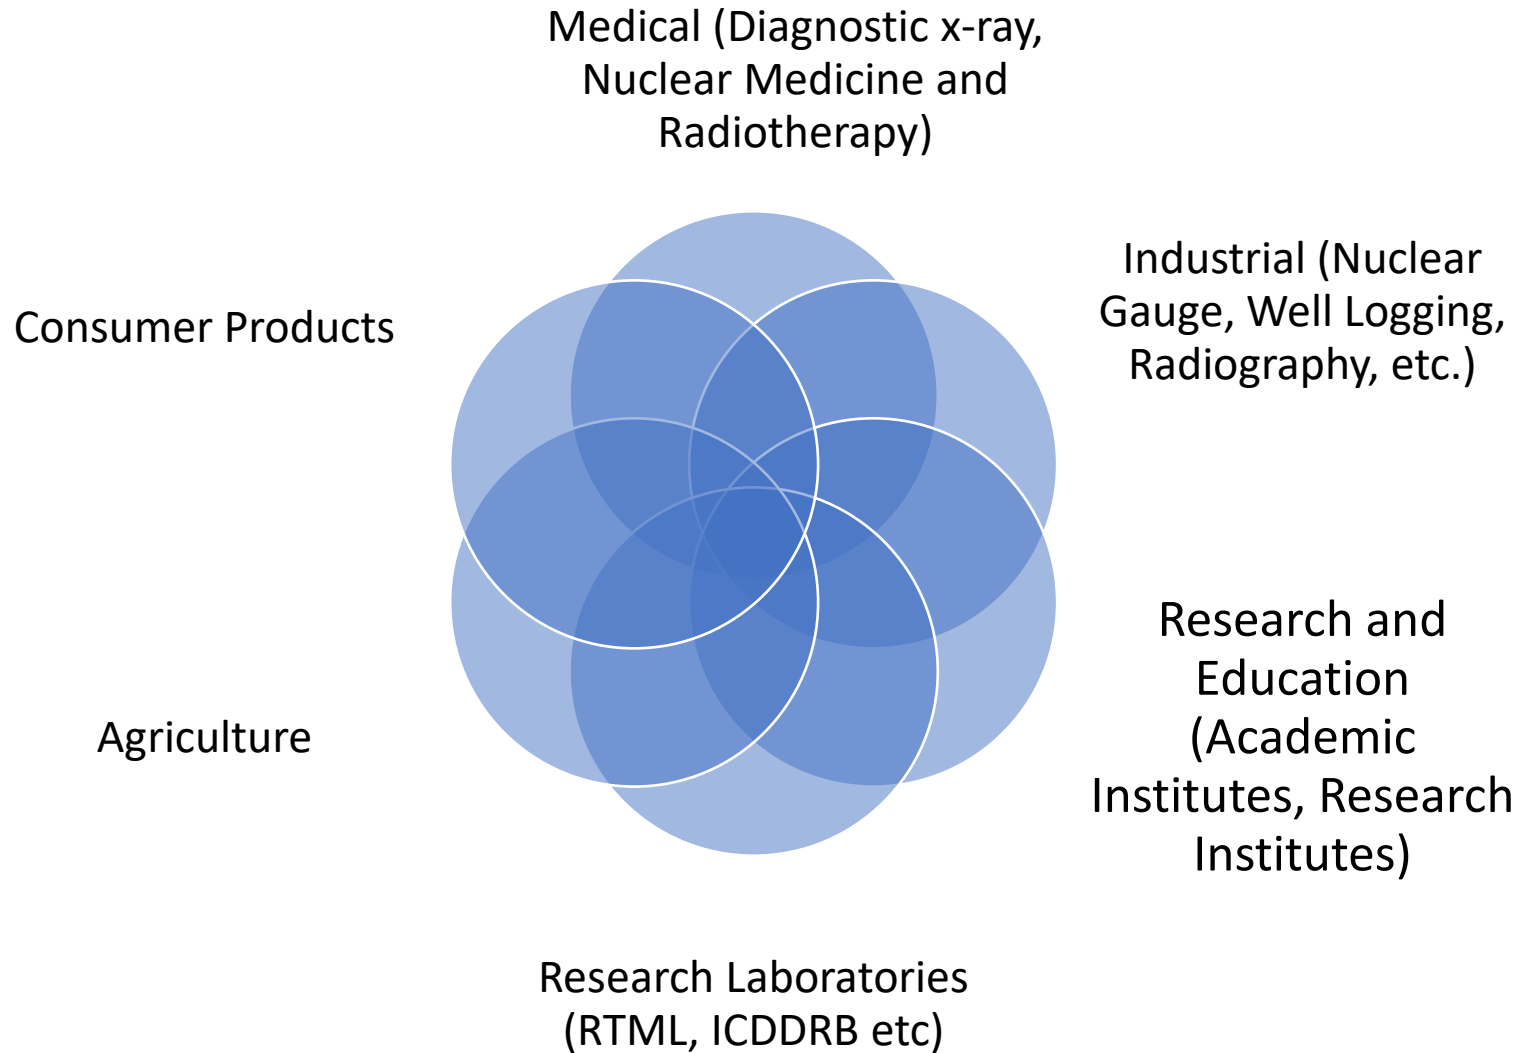 Medical (Diagnostic x-ray,
Nuclear Medicine and
Radiotherapy)
Industrial (Nuclear
Gauge, Well Logging,
Radiography, etc.)
Research and
Education
(Academic
Institutes, Research
Institutes)
Research Laboratories
(RTML, ICDDRB etc)
Agriculture
Consumer Products